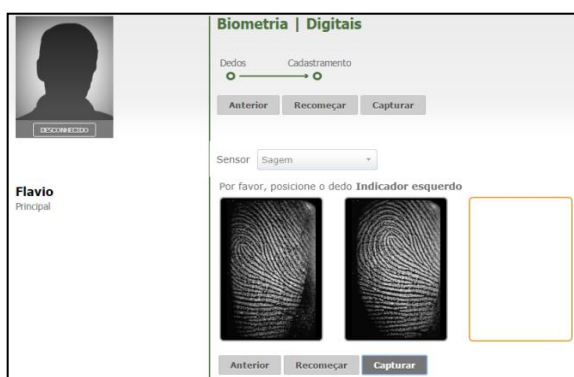 Biometria | Digitais
Dedos Cadastramento
Anterior Recomeçar Capturar
DESCONHECIDO
Sensor Sagem
Flavio
Principal
Por favor, posicione o dedo Indicador esquerdo
Anterior Recomeçar Capturar